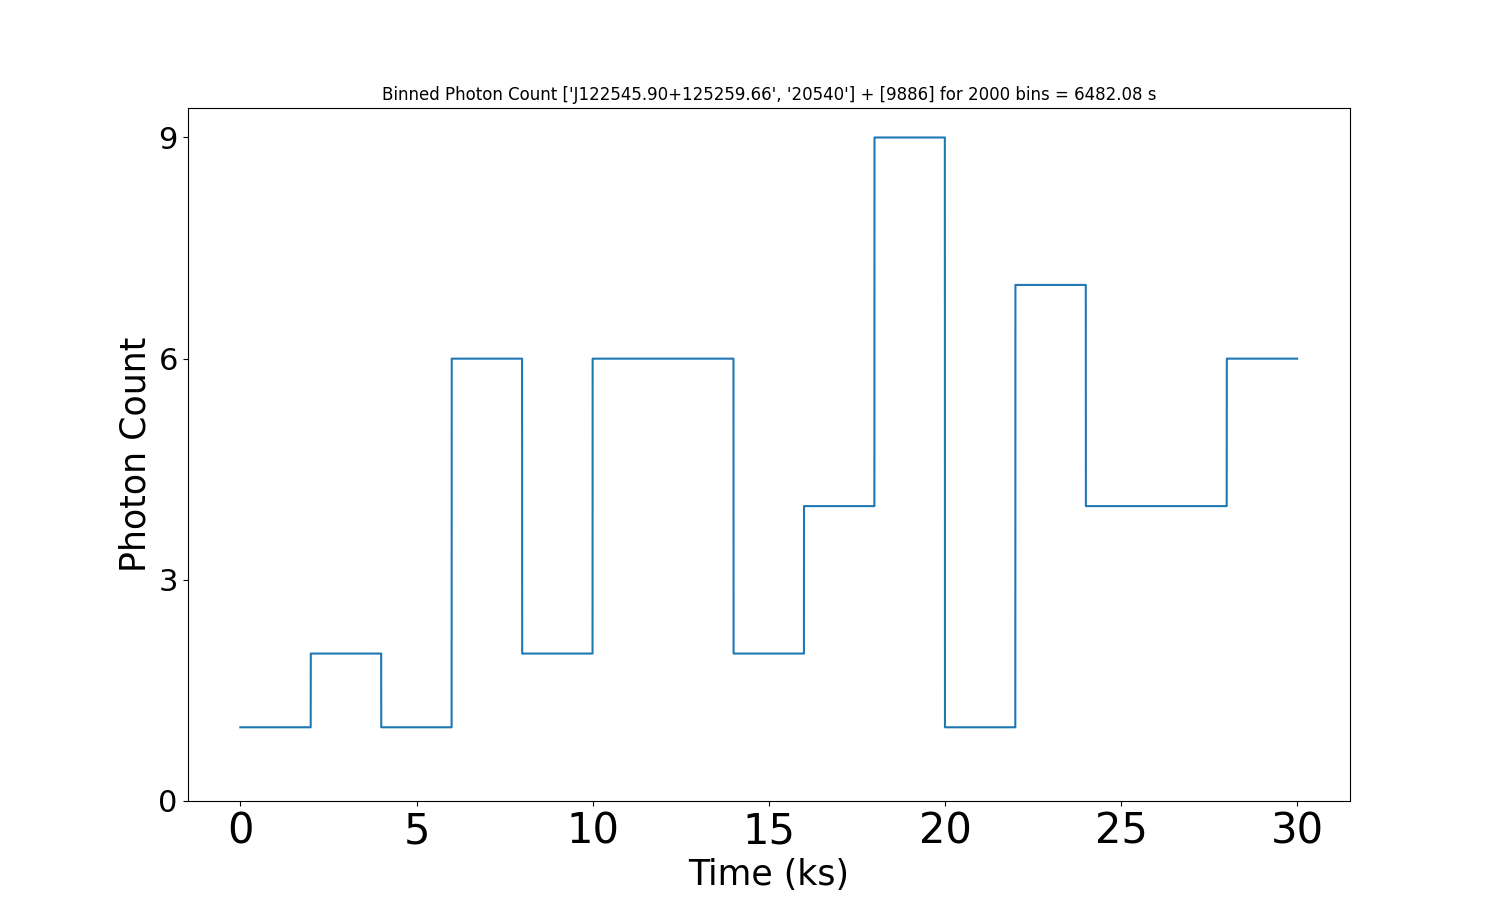 Binned Photon Count ['J122545.90+125259.66', '20540'] + [9886] for 2000 bins = 6482.08 s
9
6
3
0
Photon Count
0 5 10 15 20 25 30
Time (ks)